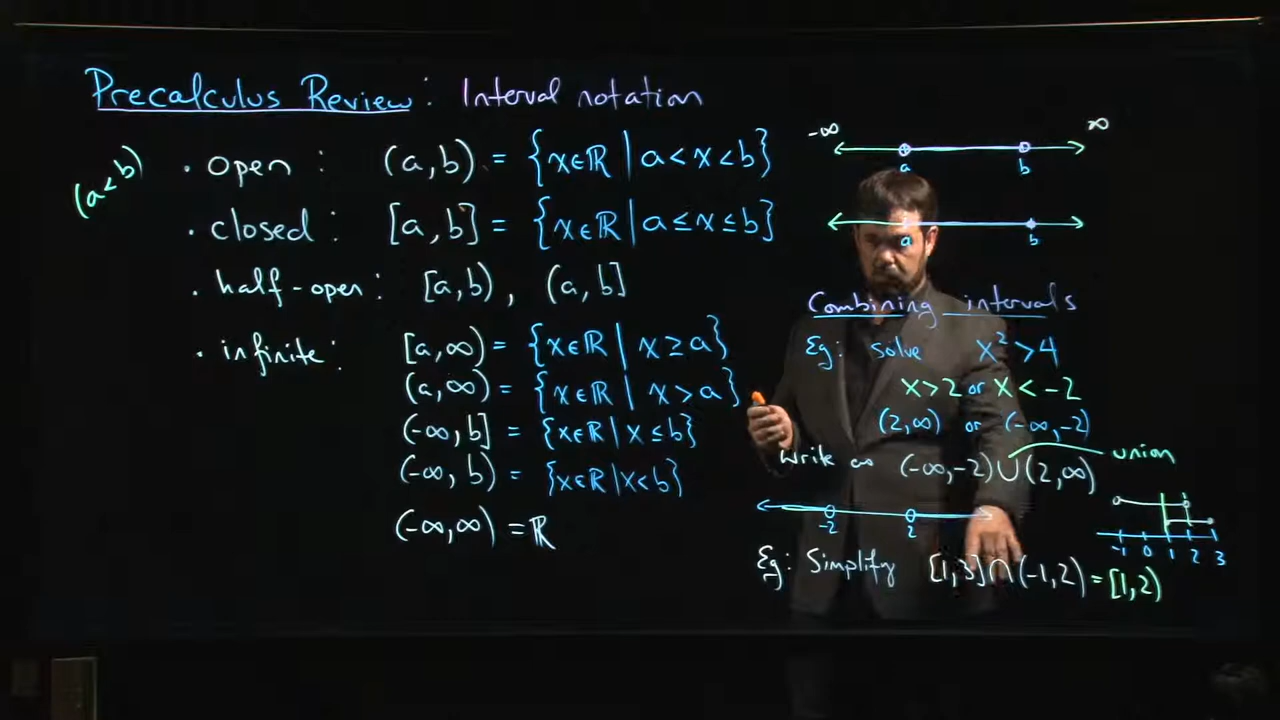 Precalculus Review: Interval notation
(a<b)
• open: (a,b) = {x∈ℝ | a<x<b}
• closed: [a,b] = {x∈ℝ | a≤x≤b}
• half-open: [a,b), (a,b]
• infinite: [a,∞) = {x∈ℝ | x≥a}
(a,∞) = {x∈ℝ | x>a}
(-∞,b] = {x∈ℝ | x≤b}
(-∞,b) = {x∈ℝ | x<b}
(-∞,∞) = ℝ
-∞ ∞
a b
a b
Combining intervals
Eg: Solve x²>4
x>2 or x<-2
(2,∞) or (-∞,-2)
Write as (-∞,-2)∪(2,∞) union
-2 2
-1 0 1 2 3
Eg: Simplify [1,3]∩(-1,2) = [1,2)